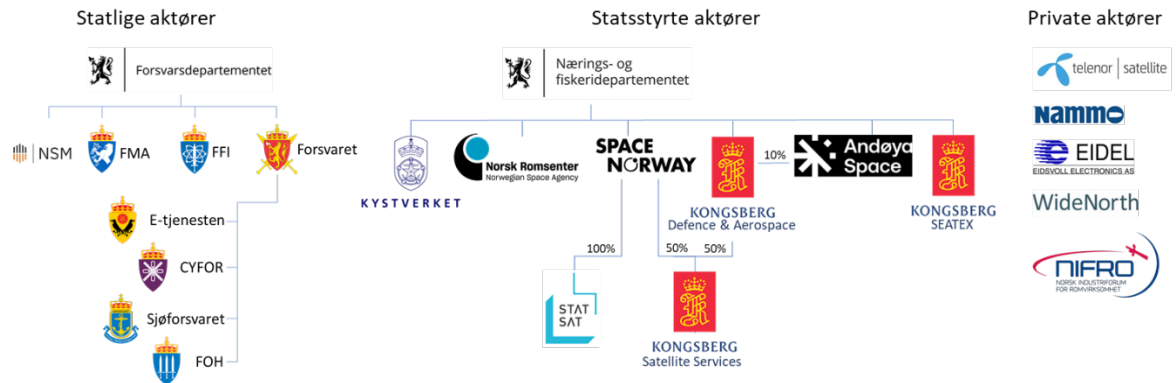 Statlige aktører
Forsvarsdepartementet
NSM
FMA
FFI
Forsvaret
E-tjenesten
CYFOR
Sjøforsvaret
FOH
Statsstyrte aktører
Nærings- og
fiskeridepartementet
KYSTVERKET
Norsk Romsenter
Norwegian Space Agency
SPACE
NORWAY
KONGSBERG
Defence & Aerospace
10%
Andøya
Space
KONGSBERG
SEATEX
100%
50%
50%
STAT
SAT
KONGSBERG
Satellite Services
Private aktører
telenor | satellite
Nammo
EIDEL
EIDSVOLL ELECTRONICS AS
WideNorth
NIFRO
NORSK INDUSTRIFORUM
FOR ROMVIRKSOMHET